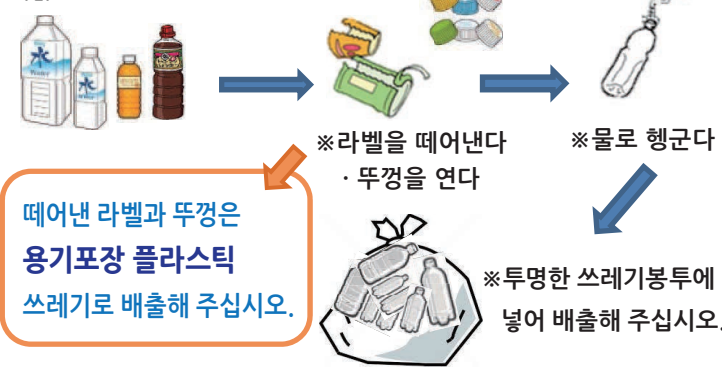 水
Water
水
※라벨을 떼어낸다
· 뚜껑을 연다
※물로 헹군다
떼어낸 라벨과 뚜껑은
용기포장 플라스틱
쓰레기로 배출해 주십시오.
※투명한 쓰레기봉투에
넣어 배출해 주십시오.